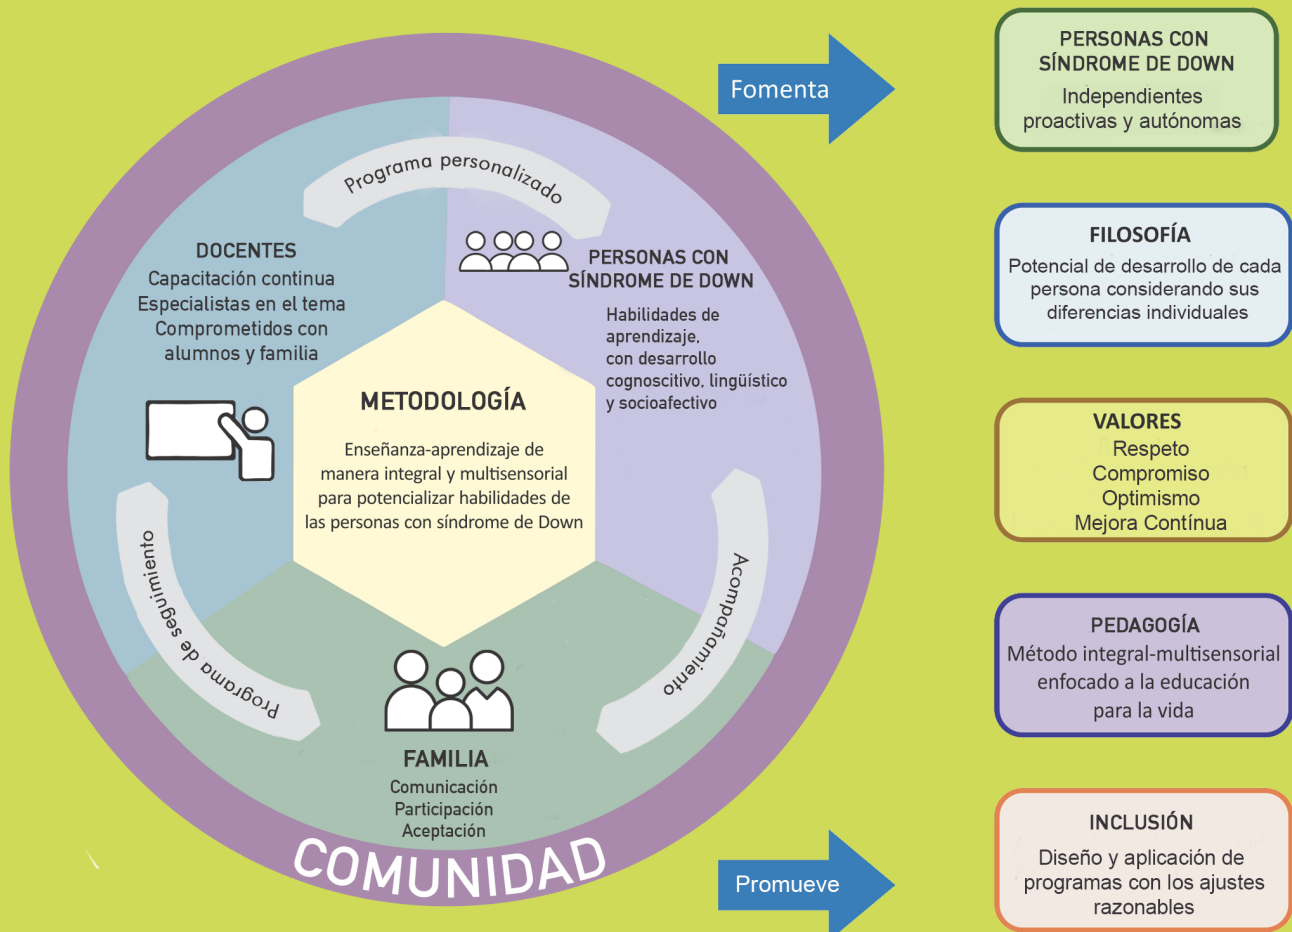 Programa personalizado
DOCENTES
Capacitación continua
Especialistas en el tema
Comprometidos con
alumnos y familia
PERSONAS CON
SÍNDROME DE DOWN
Habilidades de
aprendizaje,
con desarrollo
cognoscitivo, lingüístico
y socioafectivo
METODOLOGÍA
Enseñanza-aprendizaje de
manera integral y multisensorial
para potencializar habilidades de
las personas con síndrome de Down
Programa de seguimiento
Acompañamiento
FAMILIA
Comunicación
Participación
Aceptación
COMUNIDAD
Fomenta
Promueve
PERSONAS CON
SÍNDROME DE DOWN
Independientes
proactivas y autónomas
FILOSOFÍA
Potencial de desarrollo de cada
persona considerando sus
diferencias individuales
VALORES
Respeto
Compromiso
Optimismo
Mejora Contínua
PEDAGOGÍA
Método integral-multisensorial
enfocado a la educación
para la vida
INCLUSIÓN
Diseño y aplicación de
programas con los ajustes
razonables